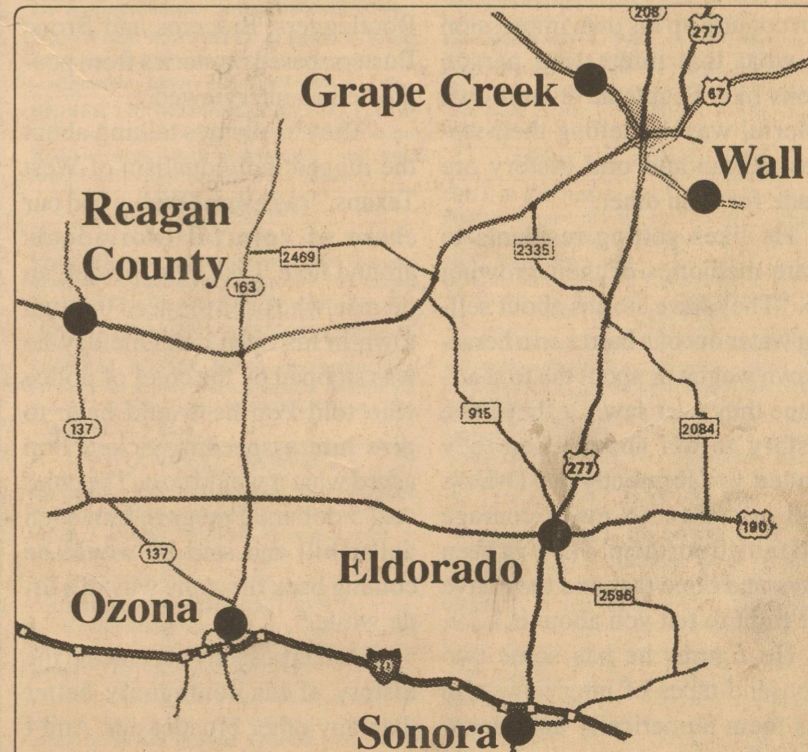 208
277
Grape Creek
67
Wall
Reagan
County
2469
2335
163
137
915
2084
277
190
137
Eldorado
2596
Ozona
10
Sonora